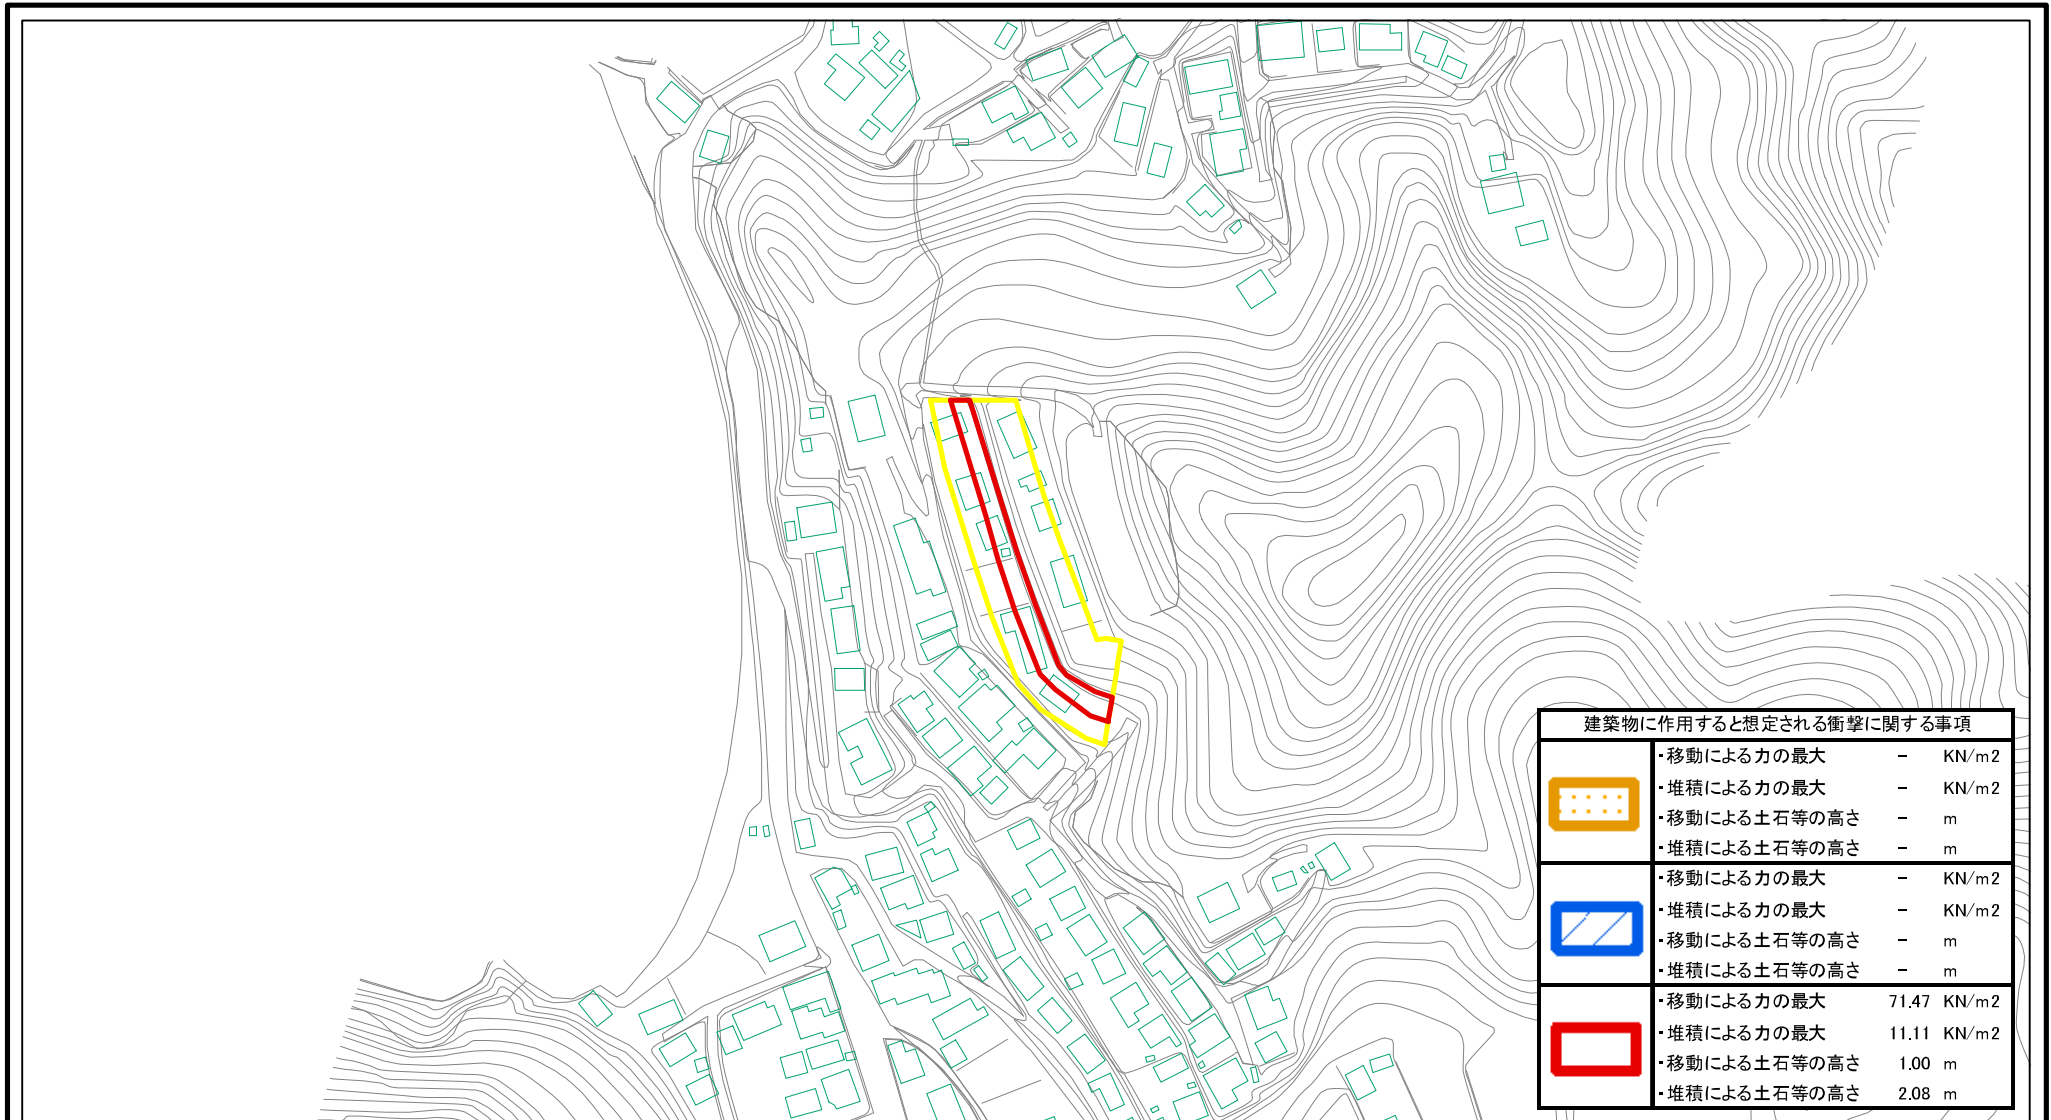 建築物に作用すると想定される衝撃に関する事項
・移動による力の最大 － KN/m2
・堆積による力の最大 － KN/m2
・移動による土石等の高さ － m
・堆積による土石等の高さ － m
・移動による力の最大 － KN/m2
・堆積による力の最大 － KN/m2
・移動による土石等の高さ － m
・堆積による土石等の高さ － m
・移動による力の最大 71.47 KN/m2
・堆積による力の最大 11.11 KN/m2
・移動による土石等の高さ 1.00 m
・堆積による土石等の高さ 2.08 m